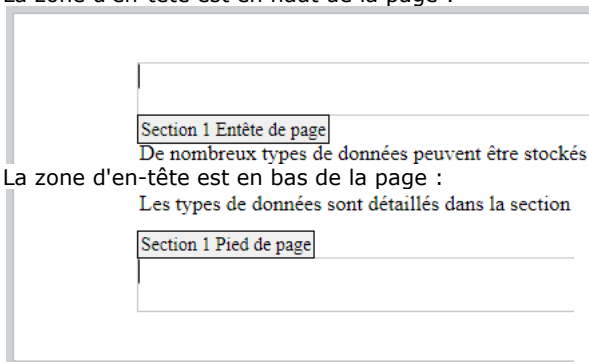 La zone d'en-tête est en haut de la page :
Section 1 Entête de page
De nombreux types de données peuvent être stockés
La zone d'en-tête est en bas de la page :
Les types de données sont détaillés dans la section
Section 1 Pied de page